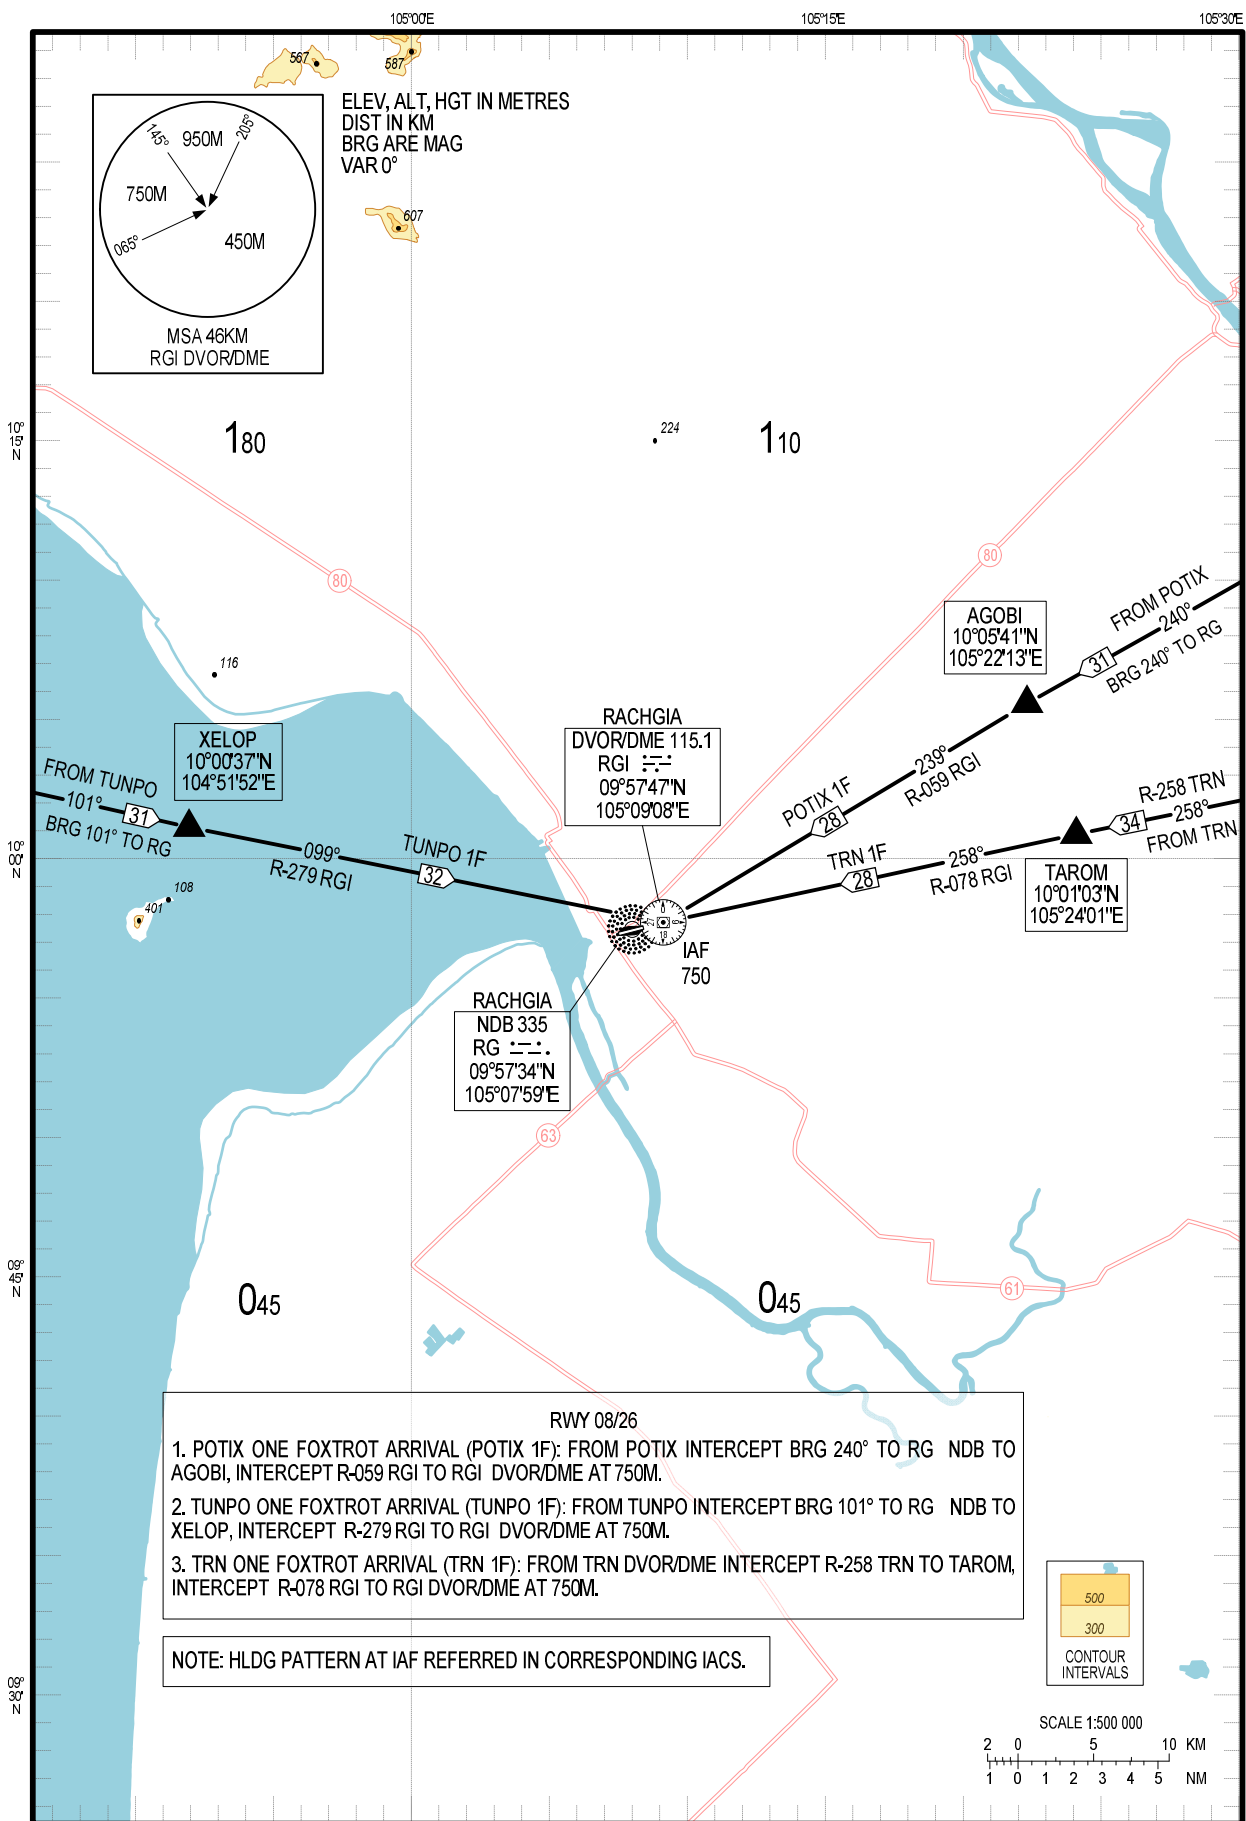 105°00'E
105°15'E
105°30'E
567
587
ELEV, ALT, HGT IN METRES
DIST IN KM
BRG ARE MAG
VAR 0°
145°
950M
205°
750M
065°
450M
MSA 46KM
RGI DVOR/DME
607
10°
15'
N
180
224
110
80
80
116
FROM POTIX
240°
31
BRG 240° TO RG
AGOBI
10°05'41"N
105°22'13"E
XELOP
10°00'37"N
104°51'52"E
RACHGIA
DVOR/DME 115.1
RGI
09°57'47"N
105°09'08"E
239°
R-059 RGI
POTIX 1F
28
FROM TUNPO
101°
31
BRG 101° TO RG
R-258 TRN
258°
34
FROM TRN
10°
00'
N
099°
R-279 RGI
TUNPO 1F
32
TRN 1F
28
258°
R-078 RGI
TAROM
10°01'03"N
105°24'01"E
108
401
0
27
9
18
IAF
750
RACHGIA
NDB 335
RG
09°57'34"N
105°07'59"E
63
09°
45'
N
045
045
61
RWY 08/26
1. POTIX ONE FOXTROT ARRIVAL (POTIX 1F): FROM POTIX INTERCEPT BRG 240° TO RG NDB TO
AGOBI, INTERCEPT R-059 RGI TO RGI DVOR/DME AT 750M.
2. TUNPO ONE FOXTROT ARRIVAL (TUNPO 1F): FROM TUNPO INTERCEPT BRG 101° TO RG NDB TO
XELOP, INTERCEPT R-279 RGI TO RGI DVOR/DME AT 750M.
3. TRN ONE FOXTROT ARRIVAL (TRN 1F): FROM TRN DVOR/DME INTERCEPT R-258 TRN TO TAROM,
INTERCEPT R-078 RGI TO RGI DVOR/DME AT 750M.
NOTE: HLDG PATTERN AT IAF REFERRED IN CORRESPONDING IACS.
500
300
CONTOUR
INTERVALS
09°
30'
N
SCALE 1:500 000
2 0 5 10 KM
1 0 1 2 3 4 5 NM